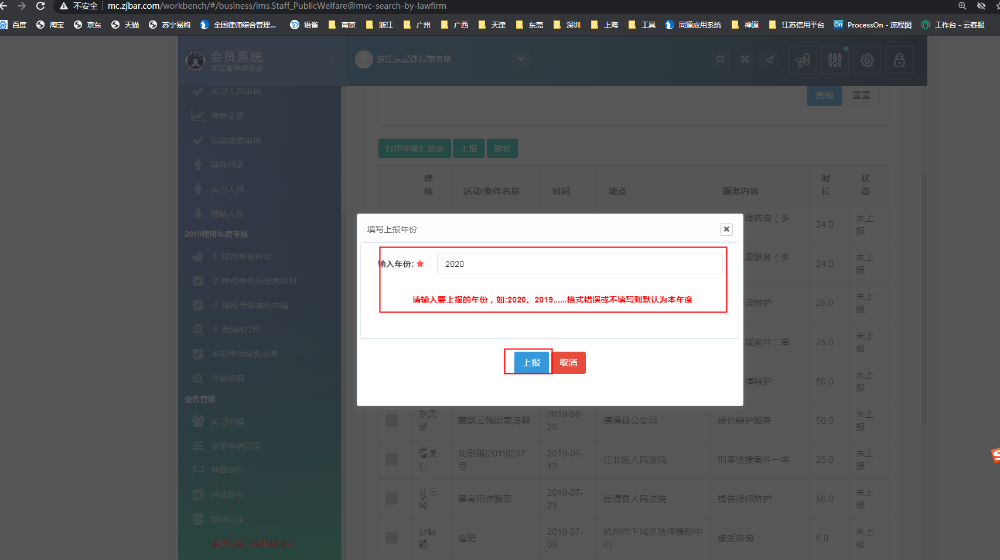 不安全 mc.zjbar.com/workbench/#/business/lms.Staff_PublicWelfare@mvc-search-by-lawfirm
百度 淘宝 京东 天猫 苏宁易购 全国律师综合管理... 语雀 南京 浙江 广州 广西 天津 东莞 深圳 上海 工具 同道应用系统 禅道 江苏信用平台 On ProcessOn - 流程图 工作台 - 云客服
会员系统
浙江省律师协会
律师事务所
实习人员审核
信息变更
信息变更审核
律师列表
实习人员
辅助人员
2019律所年度考核
1 律师考核评议
2 律师事务所信息核对
3 律所会费减免申请
4 查询&打印
本所律师减免申请
会费明细
业务管理
实习申请
变更申请记录
地图定位
活动报名
培训记录
律师公益法律服务情况
查询 重置
打印年度汇总表 上报 刷新
律师 活动/案件名称 时间 地点 服务内容 时长 状态
律咨询（多 24.0 未上报
愿服务（多 24.0 未上报
段辩护 25.0 未上报
援案件二审 25.0 未上报
律辩护 50.0 未上报
填写上报年份
输入年份: 2020
请输入要上报的年份，如:2020、2019......格式错误或不填写则默认为本年度
上报 取消
刘元斌 魏飘云强迫卖淫罪 2019-08-20 德清县公安局 提供辩护服务 50.0 未上报
北刑援[2019]237号 2019-08-13 江北区人民法院 刑事法援案件一审 25.0 未上报
翟高阳诈骗罪 2019-07-23 德清县人民法院 提供律师辩护 50.0 未上报
颖 值班 2019-07-09 杭州市下城区法律援助中心 接受咨询 6.0 未上报